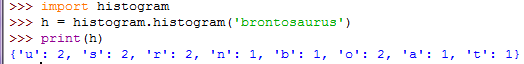 >>> import histogram
>>> h = histogram.histogram('brontosaurus')
>>> print(h)
{'u': 2, 's': 2, 'r': 2, 'n': 1, 'b': 1, 'o': 2, 'a': 1, 't': 1}